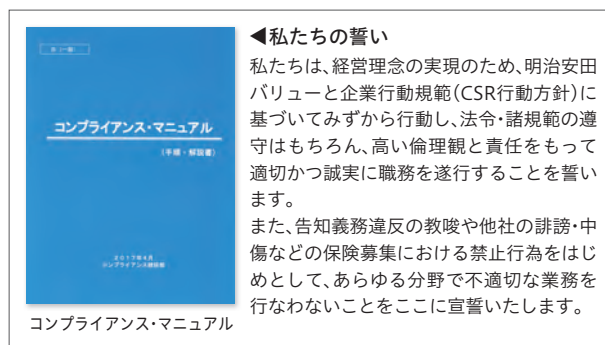 コンプライアンス・マニュアル
(手順・解説書)
2017年4月
コンプライアンス統括部
コンプライアンス・マニュアル
◀私たちの誓い
私たちは、経営理念の実現のため、明治安田
バリューと企業行動規範(CSR行動方針)に
基づいてみずから行動し、法令・諸規範の遵
守はもちろん、高い倫理観と責任をもって
適切かつ誠実に職務を遂行することを誓い
ます。
また、告知義務違反の教唆や他社の誹謗・中
傷などの保険募集における禁止行為をはじ
めとして、あらゆる分野で不適切な業務を
行なわないことをここに宣誓いたします。